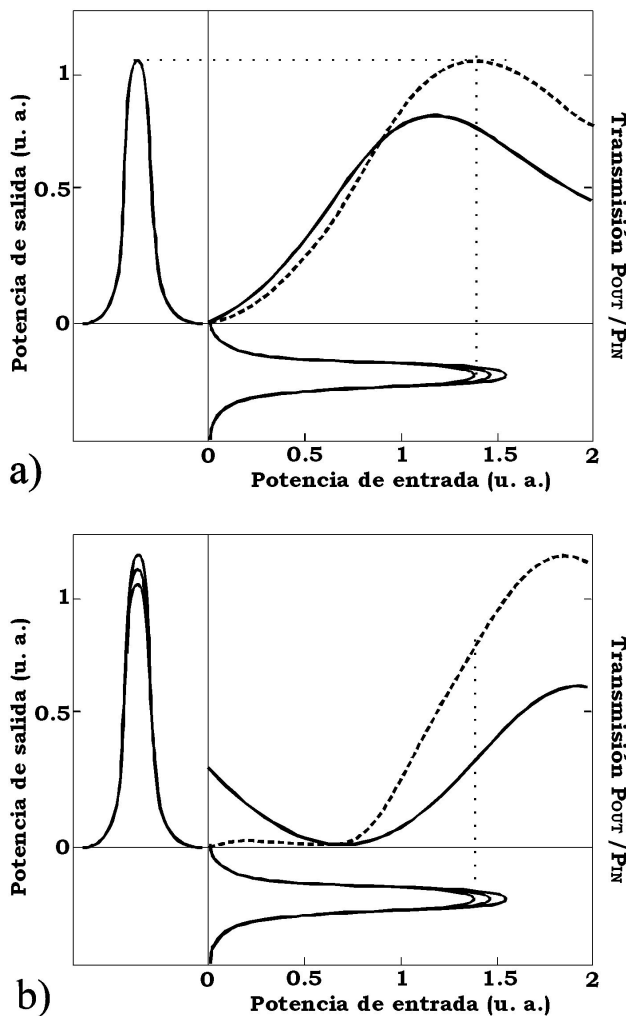 Potencia de salida (u. a.)
1
0.5
0
Transmisión POUT / PIN
0
0.5
1
1.5
2
Potencia de entrada (u. a.)
a)
Potencia de salida (u. a.)
1
0.5
0
Transmisión POUT / PIN
0
0.5
1
1.5
2
Potencia de entrada (u. a.)
b)